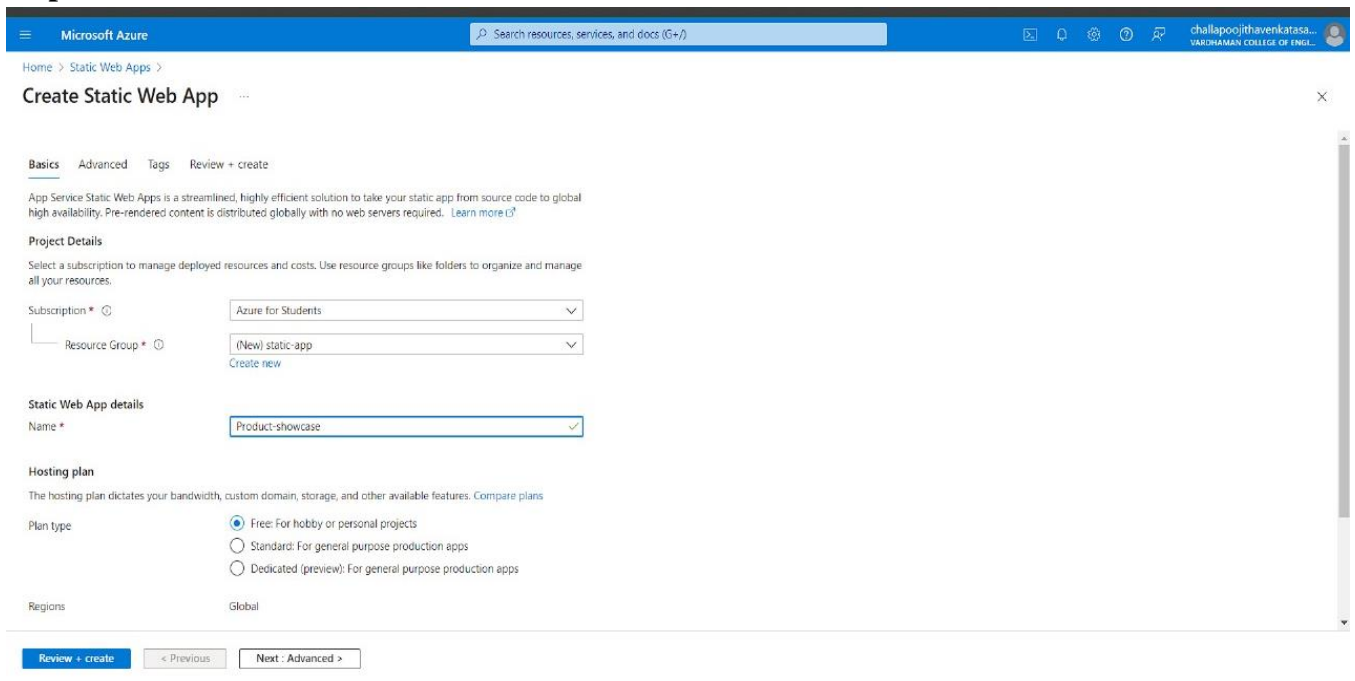 Microsoft Azure
Search resources, services, and docs (G+/)
challapoojithavenkatasa...
VARDHAMAN COLLEGE OF ENGI...
Home > Static Web Apps >
Create Static Web App ...
Basics Advanced Tags Review + create
App Service Static Web Apps is a streamlined, highly efficient solution to take your static app from source code to global
high availability. Pre-rendered content is distributed globally with no web servers required. Learn more
Project Details
Select a subscription to manage deployed resources and costs. Use resource groups like folders to organize and manage
all your resources.
Subscription * Azure for Students
Resource Group * (New) static-app
Create new
Static Web App details
Name * Product-showcase
Hosting plan
The hosting plan dictates your bandwidth, custom domain, storage, and other available features. Compare plans
Plan type Free: For hobby or personal projects
Standard: For general purpose production apps
Dedicated (preview): For general purpose production apps
Regions Global
Review + create < Previous Next : Advanced >